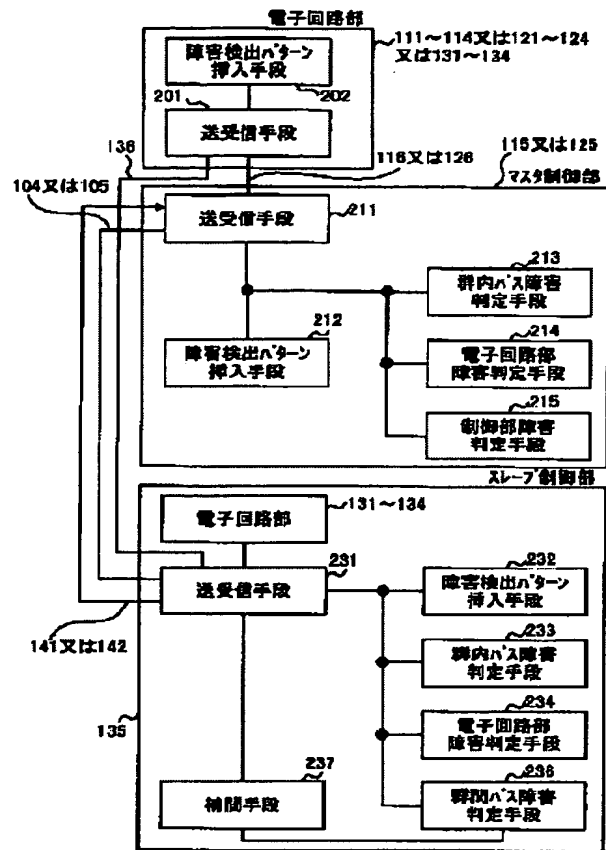 電子回路部
111～114又は121～124
又は131～134
障害検出パターン
挿入手段
201
202
送受信手段
136
116又は126
115又は125
104又は105
マスタ制御部
送受信手段
211
213
群内パス障害
判定手段
212
214
障害検出パターン
挿入手段
電子回路部
障害判定手段
215
制御部障害
判定手段
スレーブ制御部
131～134
電子回路部
231
232
送受信手段
障害検出パターン
挿入手段
233
141又は142
群内パス障害
判定手段
234
135
電子回路部
障害判定手段
237
236
補間手段
群間パス障害
判定手段